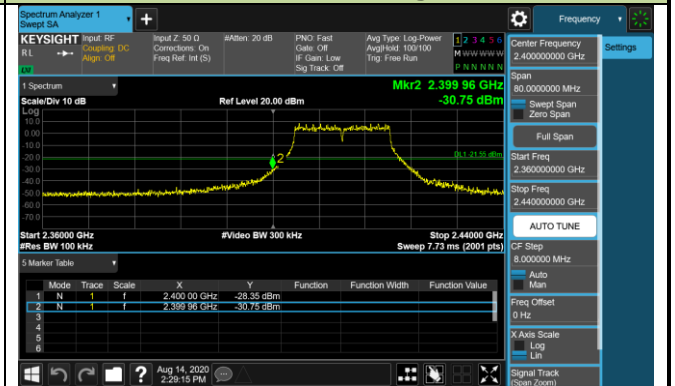 Spectrum Analyzer 1
Swept SA
+
Frequency
KEYSIGHT Input: RF Input Z: 50 Ω #Atten: 20 dB PNO: Fast Avg Type: Log-Power 1 2 3 4 5 6
RL Coupling: DC Corrections: On Gate: Off Avg|Hold: 100/100 M W W W W W
Align: Off Freq Ref: Int (S) IF Gain: Low Trig: Free Run P N N N N N
Sig Track: Off
1 Spectrum Mkr2 2.399 96 GHz
Scale/Div 10 dB Ref Level 20.00 dBm -30.75 dBm
Log
10.0
0.00
-10.0
-20.0
-30.0
-40.0
-50.0
-60.0
-70.0
2
DL1 -21.55 dBm
Start 2.36000 GHz #Video BW 300 kHz Stop 2.44000 GHz
#Res BW 100 kHz Sweep 7.73 ms (2001 pts)
5 Marker Table
Mode Trace Scale X Y Function Function Width Function Value
1 N 1 f 2.400 00 GHz -28.35 dBm
2 N 1 f 2.399 96 GHz -30.75 dBm
3
4
5
6
Aug 14, 2020
2:29:15 PM
Center Frequency
2.400000000 GHz
Settings
Span
80.0000000 MHz
Swept Span
Zero Span
Full Span
Start Freq
2.360000000 GHz
Stop Freq
2.440000000 GHz
AUTO TUNE
CF Step
8.000000 MHz
Auto
Man
Freq Offset
0 Hz
X Axis Scale
Log
Lin
Signal Track
(Span Zoom)